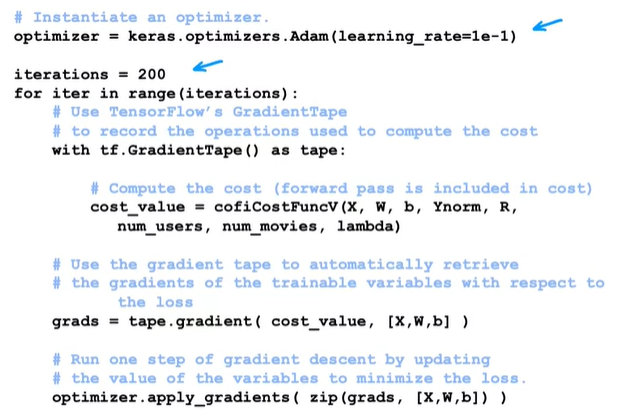 # Instantiate an optimizer.
optimizer = keras.optimizers.Adam(learning_rate=1e-1)
iterations = 200
for iter in range(iterations):
# Use TensorFlow's GradientTape
# to record the operations used to compute the cost
with tf.GradientTape() as tape:
# Compute the cost (forward pass is included in cost)
cost_value = cofiCostFuncV(X, W, b, Ynorm, R,
num_users, num_movies, lambda)
# Use the gradient tape to automatically retrieve
# the gradients of the trainable variables with respect to
the loss
grads = tape.gradient( cost_value, [X,W,b] )
# Run one step of gradient descent by updating
# the value of the variables to minimize the loss.
optimizer.apply_gradients( zip(grads, [X,W,b]) )